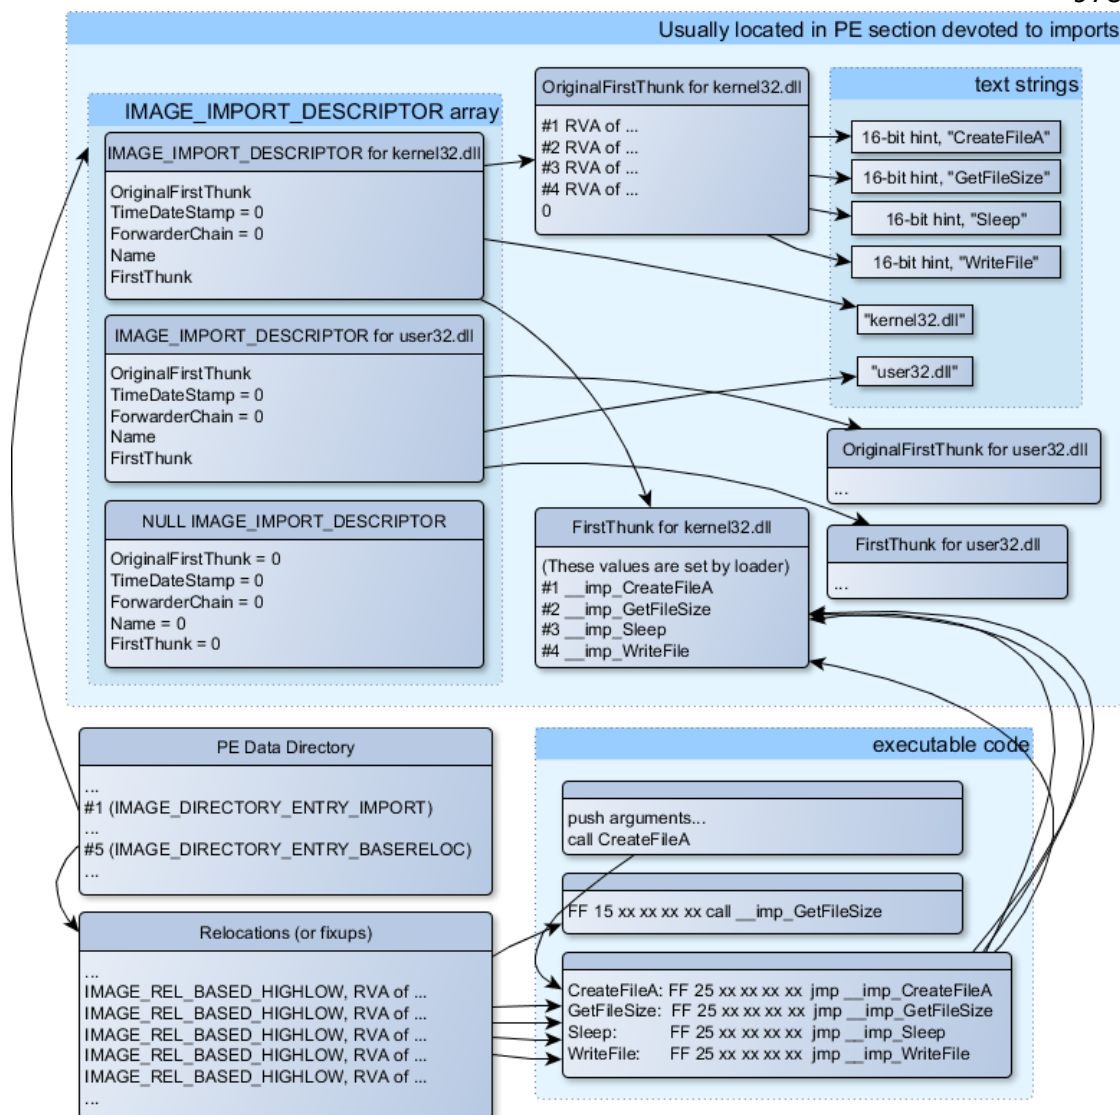 Usually located in PE section devoted to imports
IMAGE_IMPORT_DESCRIPTOR array
IMAGE_IMPORT_DESCRIPTOR for kernel32.dll
OriginalFirstThunk
TimeDateStamp = 0
ForwarderChain = 0
Name
FirstThunk
IMAGE_IMPORT_DESCRIPTOR for user32.dll
OriginalFirstThunk
TimeDateStamp = 0
ForwarderChain = 0
Name
FirstThunk
NULL IMAGE_IMPORT_DESCRIPTOR
OriginalFirstThunk = 0
TimeDateStamp = 0
ForwarderChain = 0
Name = 0
FirstThunk = 0
OriginalFirstThunk for kernel32.dll
#1 RVA of ...
#2 RVA of ...
#3 RVA of ...
#4 RVA of ...
0
text strings
16-bit hint, "CreateFileA"
16-bit hint, "GetFileSize"
16-bit hint, "Sleep"
16-bit hint, "WriteFile"
"kernel32.dll"
"user32.dll"
OriginalFirstThunk for user32.dll
...
FirstThunk for kernel32.dll
(These values are set by loader)
#1 __imp_CreateFileA
#2 __imp_GetFileSize
#3 __imp_Sleep
#4 __imp_WriteFile
FirstThunk for user32.dll
...
PE Data Directory
...
#1 (IMAGE_DIRECTORY_ENTRY_IMPORT)
...
#5 (IMAGE_DIRECTORY_ENTRY_BASERELOC)
...
Relocations (or fixups)
...
IMAGE_REL_BASED_HIGHLOW, RVA of ...
IMAGE_REL_BASED_HIGHLOW, RVA of ...
IMAGE_REL_BASED_HIGHLOW, RVA of ...
IMAGE_REL_BASED_HIGHLOW, RVA of ...
IMAGE_REL_BASED_HIGHLOW, RVA of ...
...
executable code
push arguments...
call CreateFileA
FF 15 xx xx xx xx call __imp_GetFileSize
CreateFileA: FF 25 xx xx xx xx jmp __imp_CreateFileA
GetFileSize: FF 25 xx xx xx xx jmp __imp_GetFileSize
Sleep: FF 25 xx xx xx xx jmp __imp_Sleep
WriteFile: FF 25 xx xx xx xx jmp __imp_WriteFile